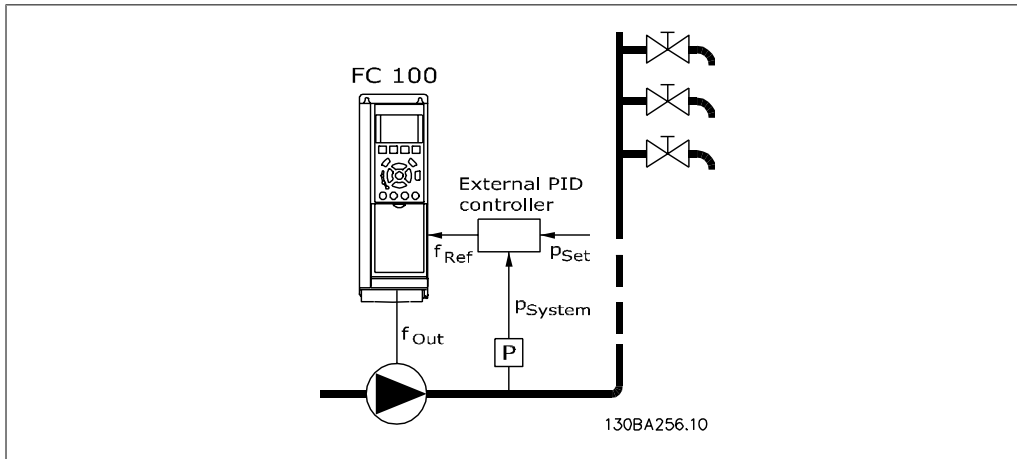 FC 100
External PID
controller
fRef
pSet
pSystem
fOut
P
130BA256.10